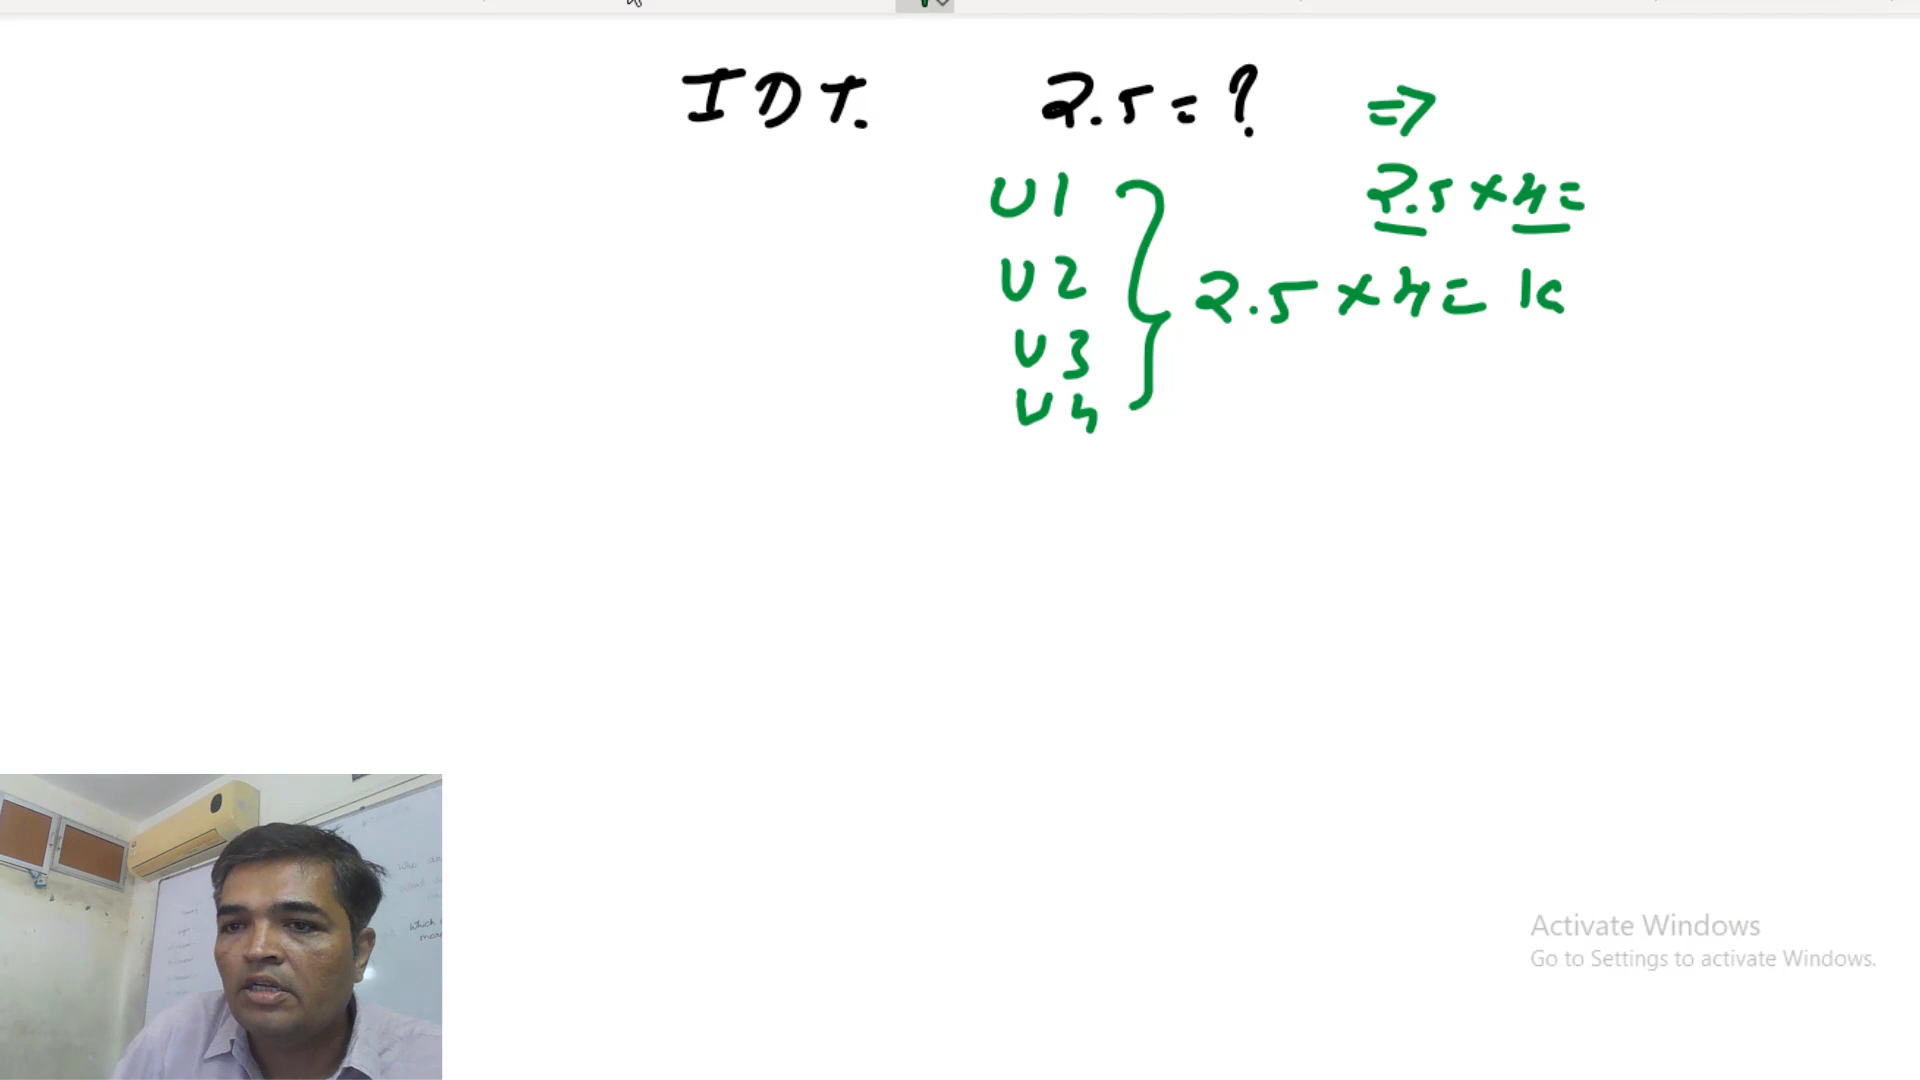 IDT. 2.5=? =>
U1 2.5×4=
U2 2.5×4=10
U3
U4
Which
Activate Windows
Go to Settings to activate Windows.